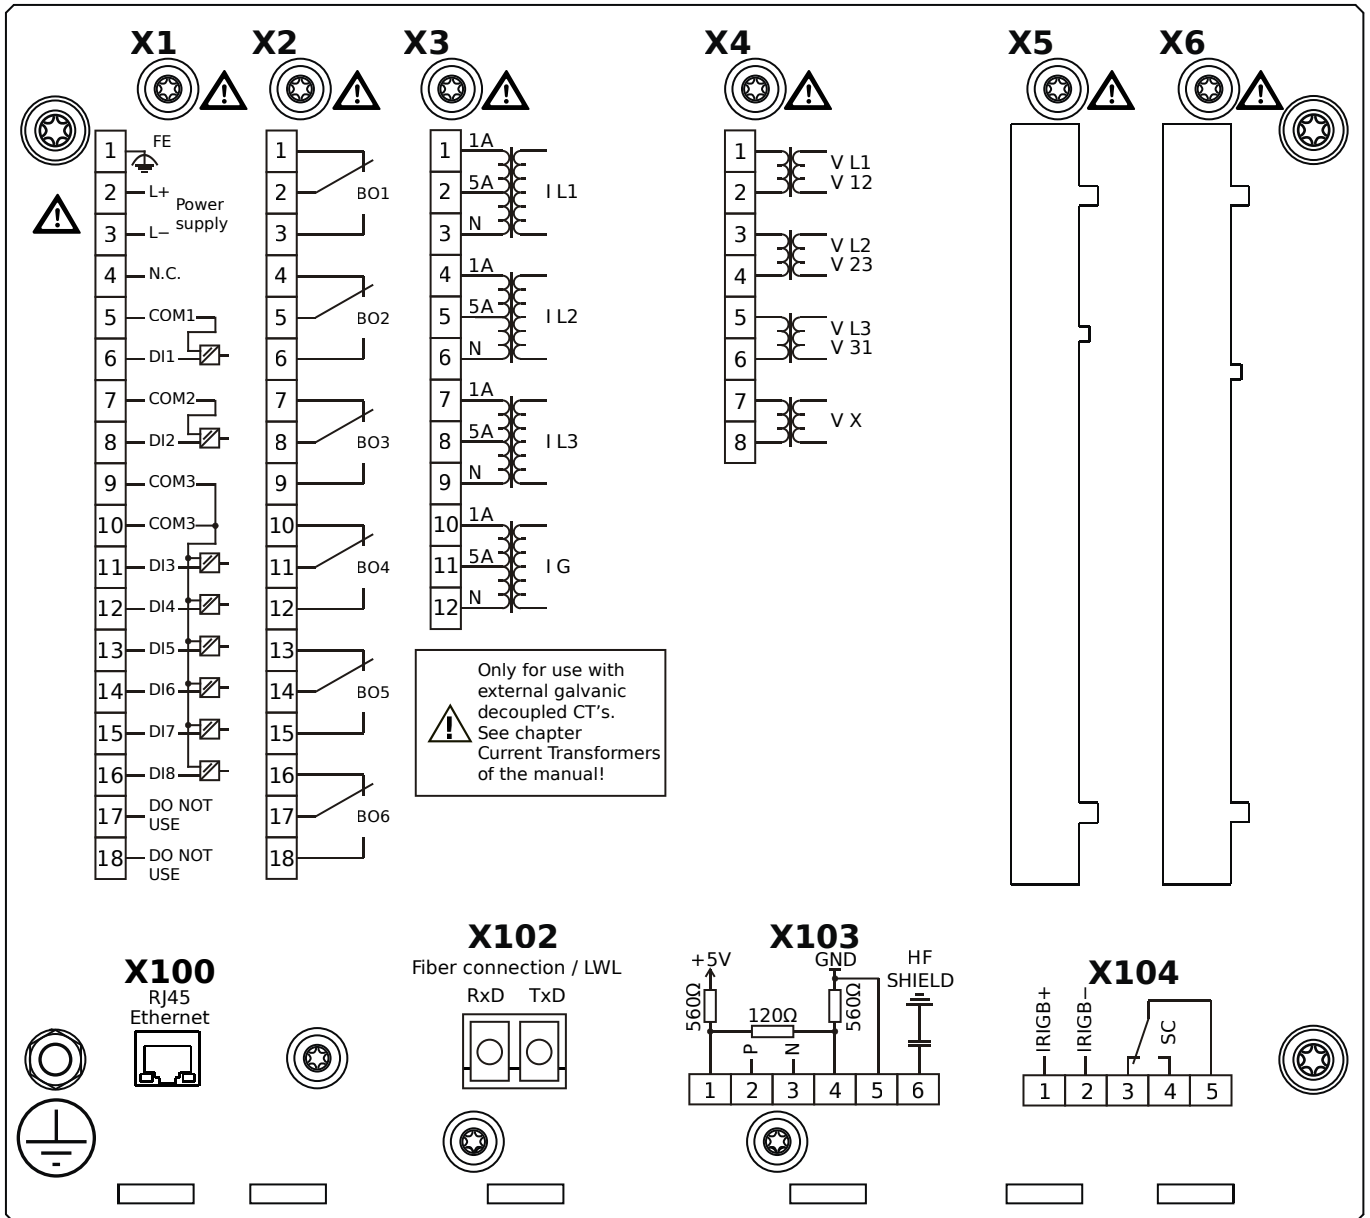 X1
X2
X3
X4
X5
X6
1 FE
2 L+
Power
supply
3 L−
4 N.C.
5 COM1
6 DI1
7 COM2
8 DI2
9 COM3
10 COM3
11 DI3
12 DI4
13 DI5
14 DI6
15 DI7
16 DI8
17 DO NOT
USE
18 DO NOT
USE
1
2 BO1
3
4
5 BO2
6
7
8 BO3
9
10
11 BO4
12
13
14 BO5
15
16
17 BO6
18
1 1A
2 5A I L1
3 N
4 1A
5 5A I L2
6 N
7 1A
8 5A I L3
9 N
10 1A
11 5A I G
12 N
Only for use with
external galvanic
decoupled CT's.
See chapter
Current Transformers
of the manual!
1 V L1
2 V 12
3 V L2
4 V 23
5 V L3
6 V 31
7 V X
8
X100
RJ45
Ethernet
X102
Fiber connection / LWL
RxD TxD
X103
+5V GND HF
SHIELD
560Ω 120Ω 560Ω
P N
1 2 3 4 5 6
X104
IRIGB+ IRIGB− SC
1 2 3 4 5